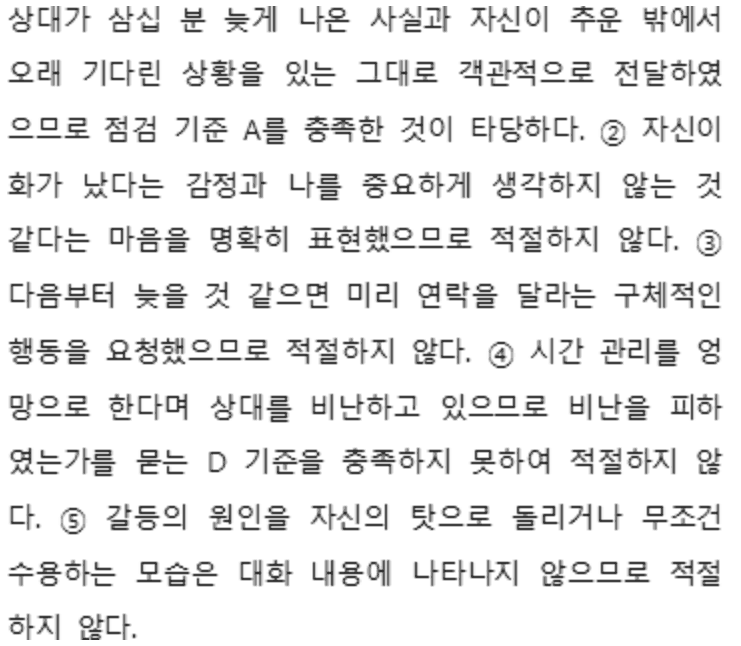 상대가 삼십 분 늦게 나온 사실과 자신이 추운 밖에서
오래 기다린 상황을 있는 그대로 객관적으로 전달하였
으므로 점검 기준 A를 충족한 것이 타당하다. ② 자신이
화가 났다는 감정과 나를 중요하게 생각하지 않는 것
같다는 마음을 명확히 표현했으므로 적절하지 않다. ③
다음부터 늦을 것 같으면 미리 연락을 달라는 구체적인
행동을 요청했으므로 적절하지 않다. ④ 시간 관리를 엉
망으로 한다며 상대를 비난하고 있으므로 비난을 피하
였는가를 묻는 D 기준을 충족하지 못하여 적절하지 않
다. ⑤ 갈등의 원인을 자신의 탓으로 돌리거나 무조건
수용하는 모습은 대화 내용에 나타나지 않으므로 적절
하지 않다.